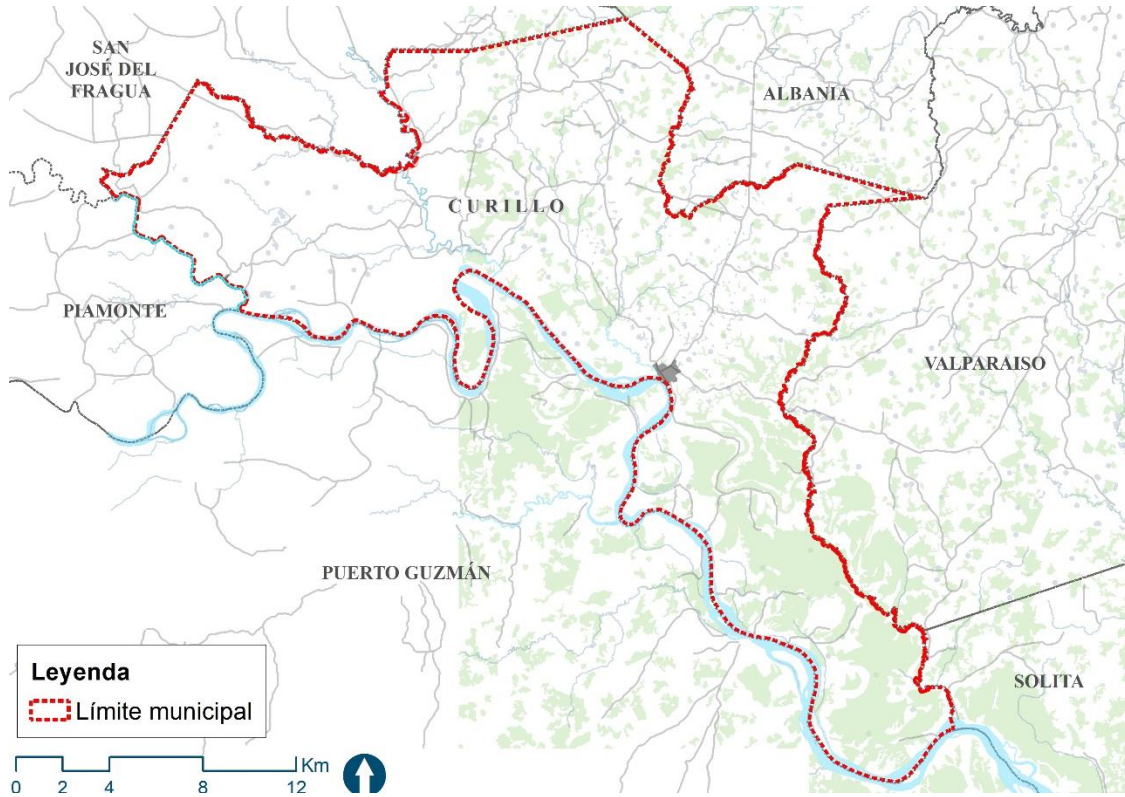 SAN
JOSÉ DEL
FRAGUA
ALBANIA
CURILLO
PIAMONTE
VALPARAISO
PUERTO GUZMÁN
SOLITA
Leyenda
Límite municipal
Km
0 2 4 8 12